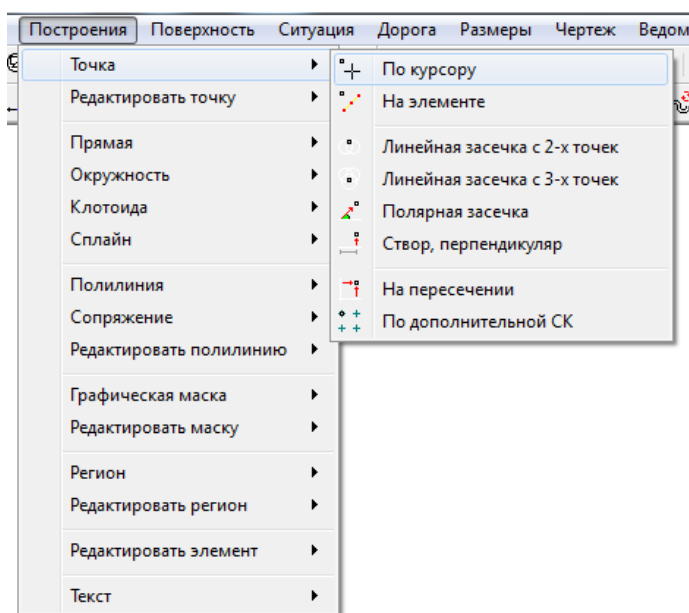 Построения Поверхность Ситуация Дорога Размеры Чертеж Ведом
Точка
Редактировать точку
Прямая
Окружность
Клотоида
Сплайн
Полилиния
Сопряжение
Редактировать полилинию
Графическая маска
Редактировать маску
Регион
Редактировать регион
Редактировать элемент
Текст
По курсору
На элементе
Линейная засечка с 2-х точек
Линейная засечка с 3-х точек
Полярная засечка
Створ, перпендикуляр
На пересечении
По дополнительной СК